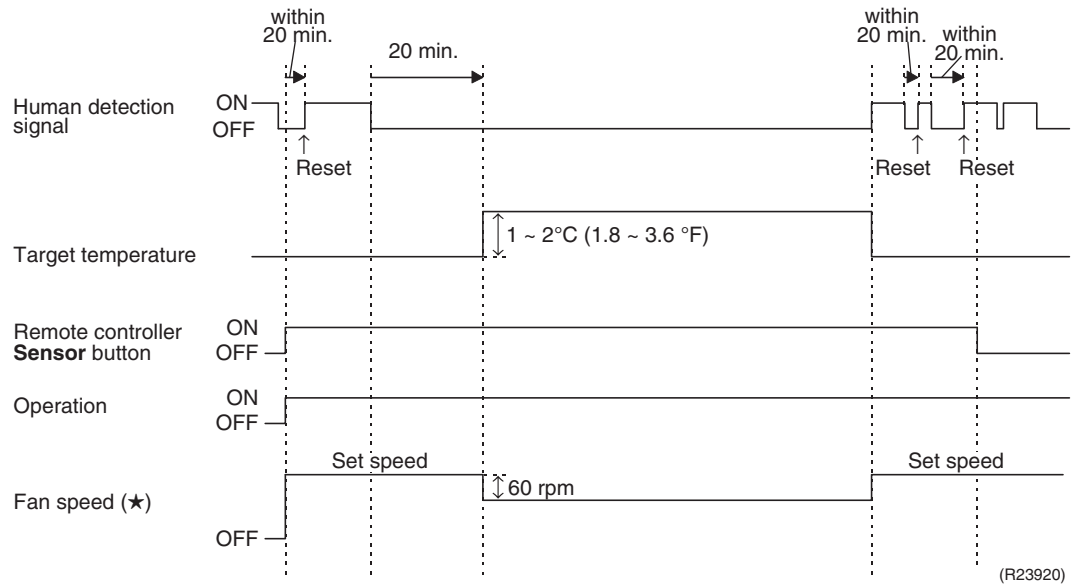 within
20 min.
20 min.
within
20 min.
within
20 min.
Human detection
signal
ON
OFF
Reset
Reset
Reset
Target temperature
1 ~ 2°C (1.8 ~ 3.6 °F)
Remote controller
Sensor button
ON
OFF
Operation
ON
OFF
Set speed
Set speed
Fan speed (★)
60 rpm
OFF
(R23920)